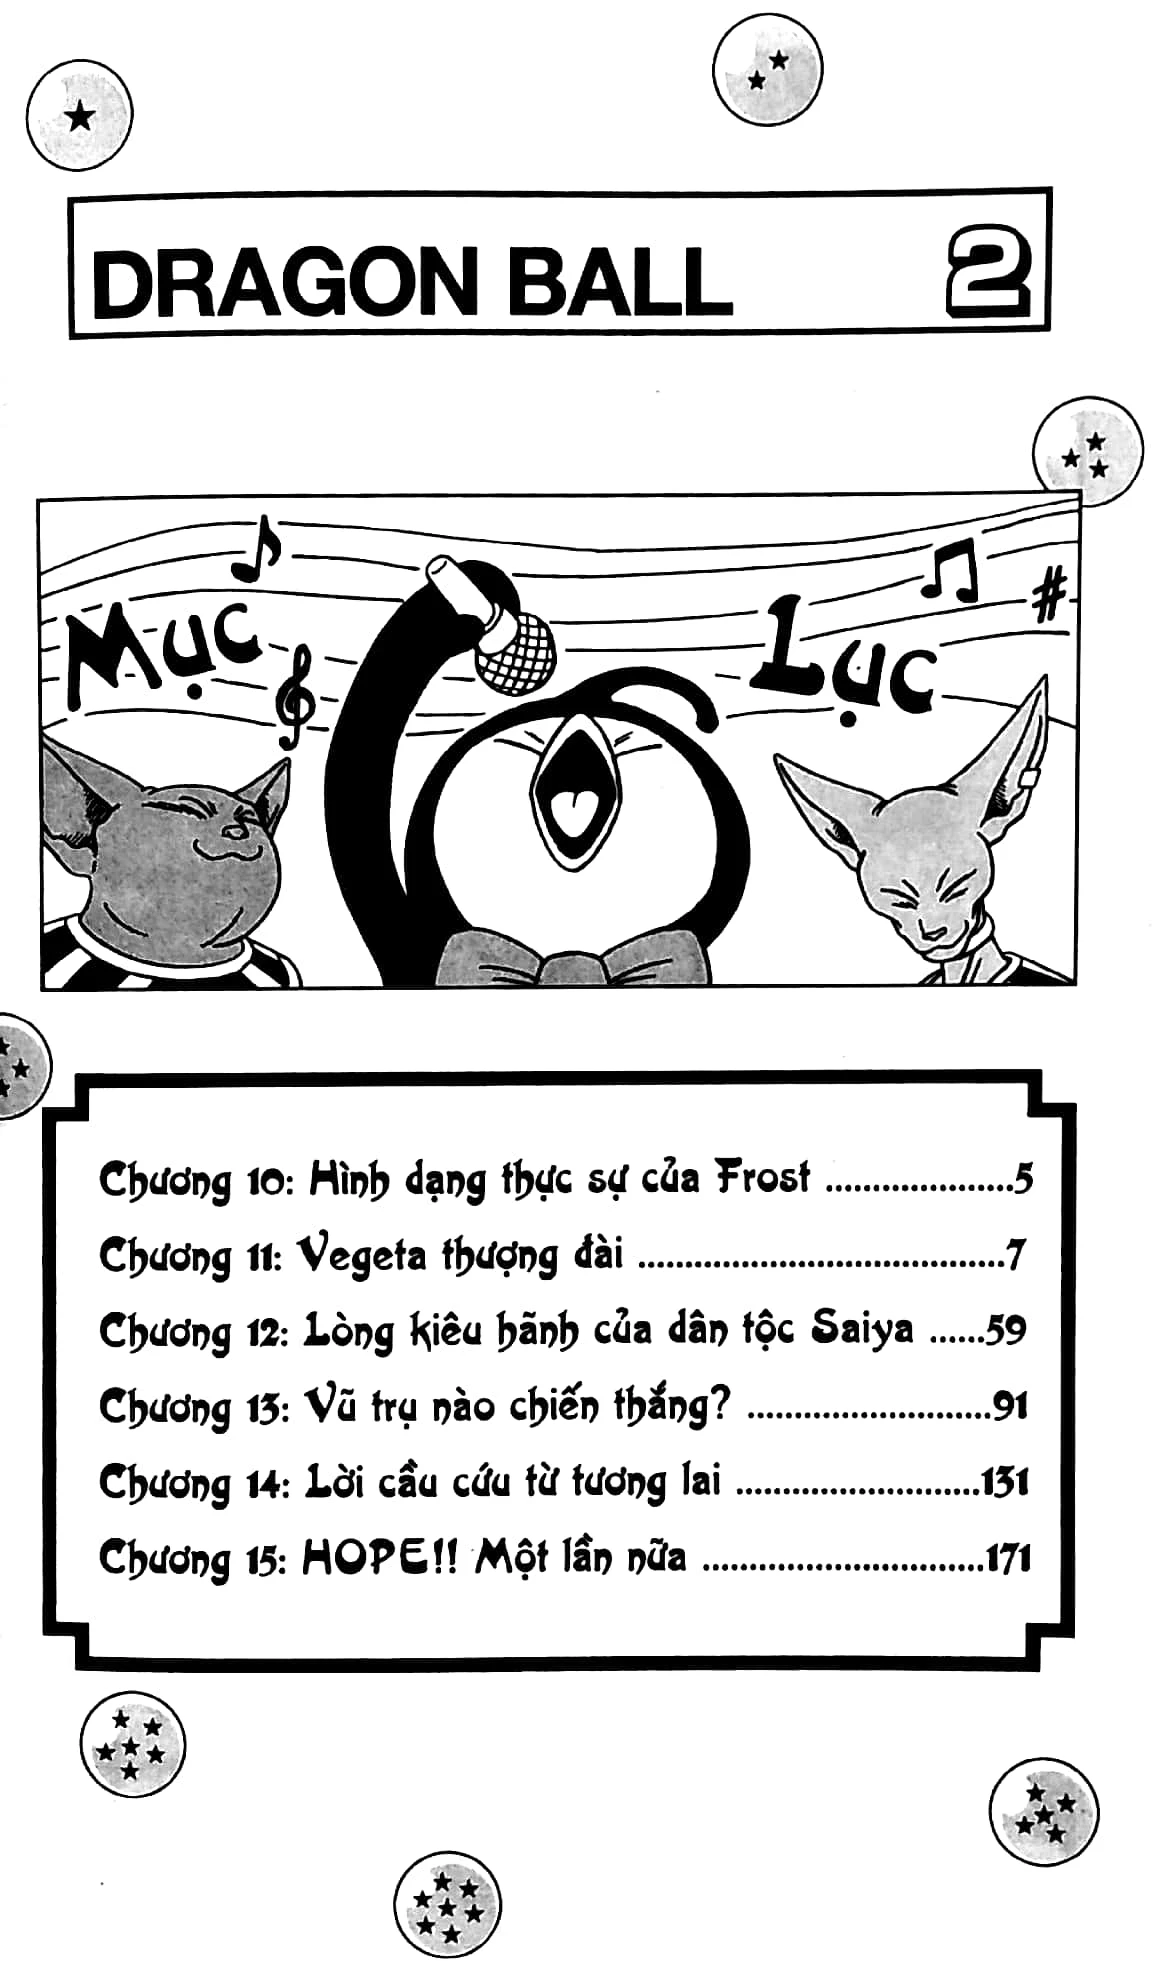 DRAGON BALL 2
Mục Lục
Chương 10: Hình dạng thực sự của Frost ....................5
Chương 11: Vegeta thượng đài .......................................7
Chương 12: Lòng kiêu hãnh của dân tộc Saiya ......59
Chương 13: Vũ trụ nào chiến thắng? ..........................91
Chương 14: Lời cầu cứu từ tương lai ..........................131
Chương 15: HOPE!! Một lần nữa ..............................171